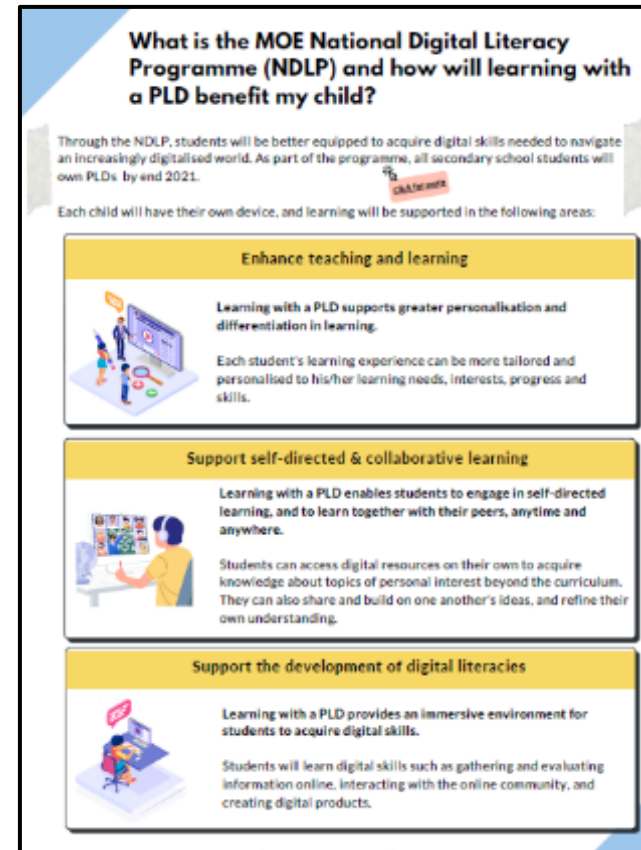 What is the MOE National Digital Literacy
Programme (NDLP) and how will learning with
a PLD benefit my child?
Through the NDLP, students will be better equipped to acquire digital skills needed to navigate
an increasingly digitalised world. As part of the programme, all secondary school students will
own PLDs by end 2021.
Click for more
Each child will have their own device, and learning will be supported in the following areas:
Enhance teaching and learning
Learning with a PLD supports greater personalisation and
differentiation in learning.
Each student's learning experience can be more tailored and
personalised to his/her learning needs, interests, progress and
skills.
Support self-directed & collaborative learning
Learning with a PLD enables students to engage in self-directed
learning, and to learn together with their peers, anytime and
anywhere.
Students can access digital resources on their own to acquire
knowledge about topics of personal interest beyond the curriculum.
They can also share and build on one another's ideas, and refine their
own understanding.
Support the development of digital literacies
Learning with a PLD provides an immersive environment for
students to acquire digital skills.
Students will learn digital skills such as gathering and evaluating
information online, interacting with the online community, and
creating digital products.